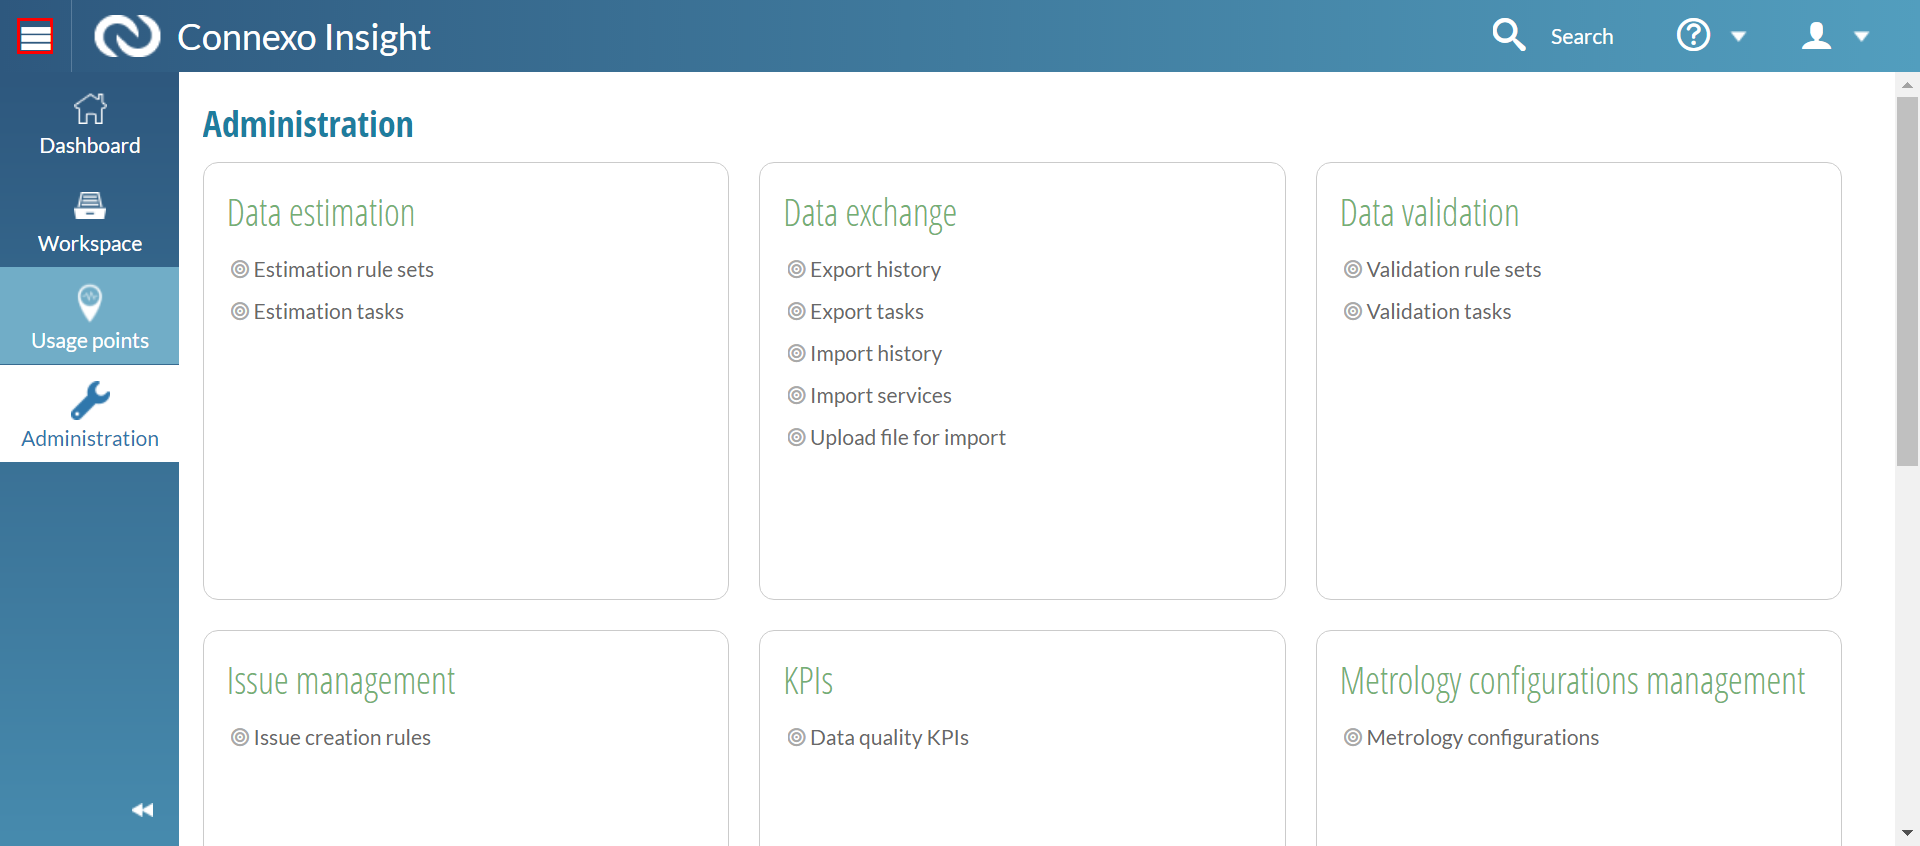 Connexo Insight
Search
Dashboard
Workspace
Usage points
Administration
Administration
Data estimation
Estimation rule sets
Estimation tasks
Data exchange
Export history
Export tasks
Import history
Import services
Upload file for import
Data validation
Validation rule sets
Validation tasks
Issue management
Issue creation rules
KPIs
Data quality KPIs
Metrology configurations management
Metrology configurations